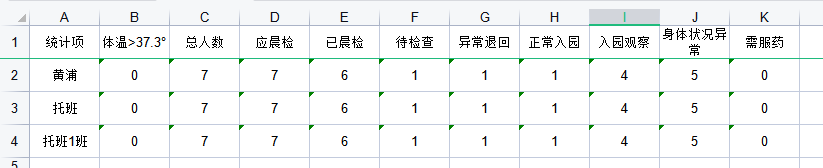 A B C D E F G H I J K
1 统计项 体温>37.3° 总人数 应晨检 已晨检 待检查 异常退回 正常入园 入园观察 身体状况异
常 需服药
2 黄浦 0 7 7 6 1 1 1 4 5 0
3 托班 0 7 7 6 1 1 1 4 5 0
4 托班1班 0 7 7 6 1 1 1 4 5 0